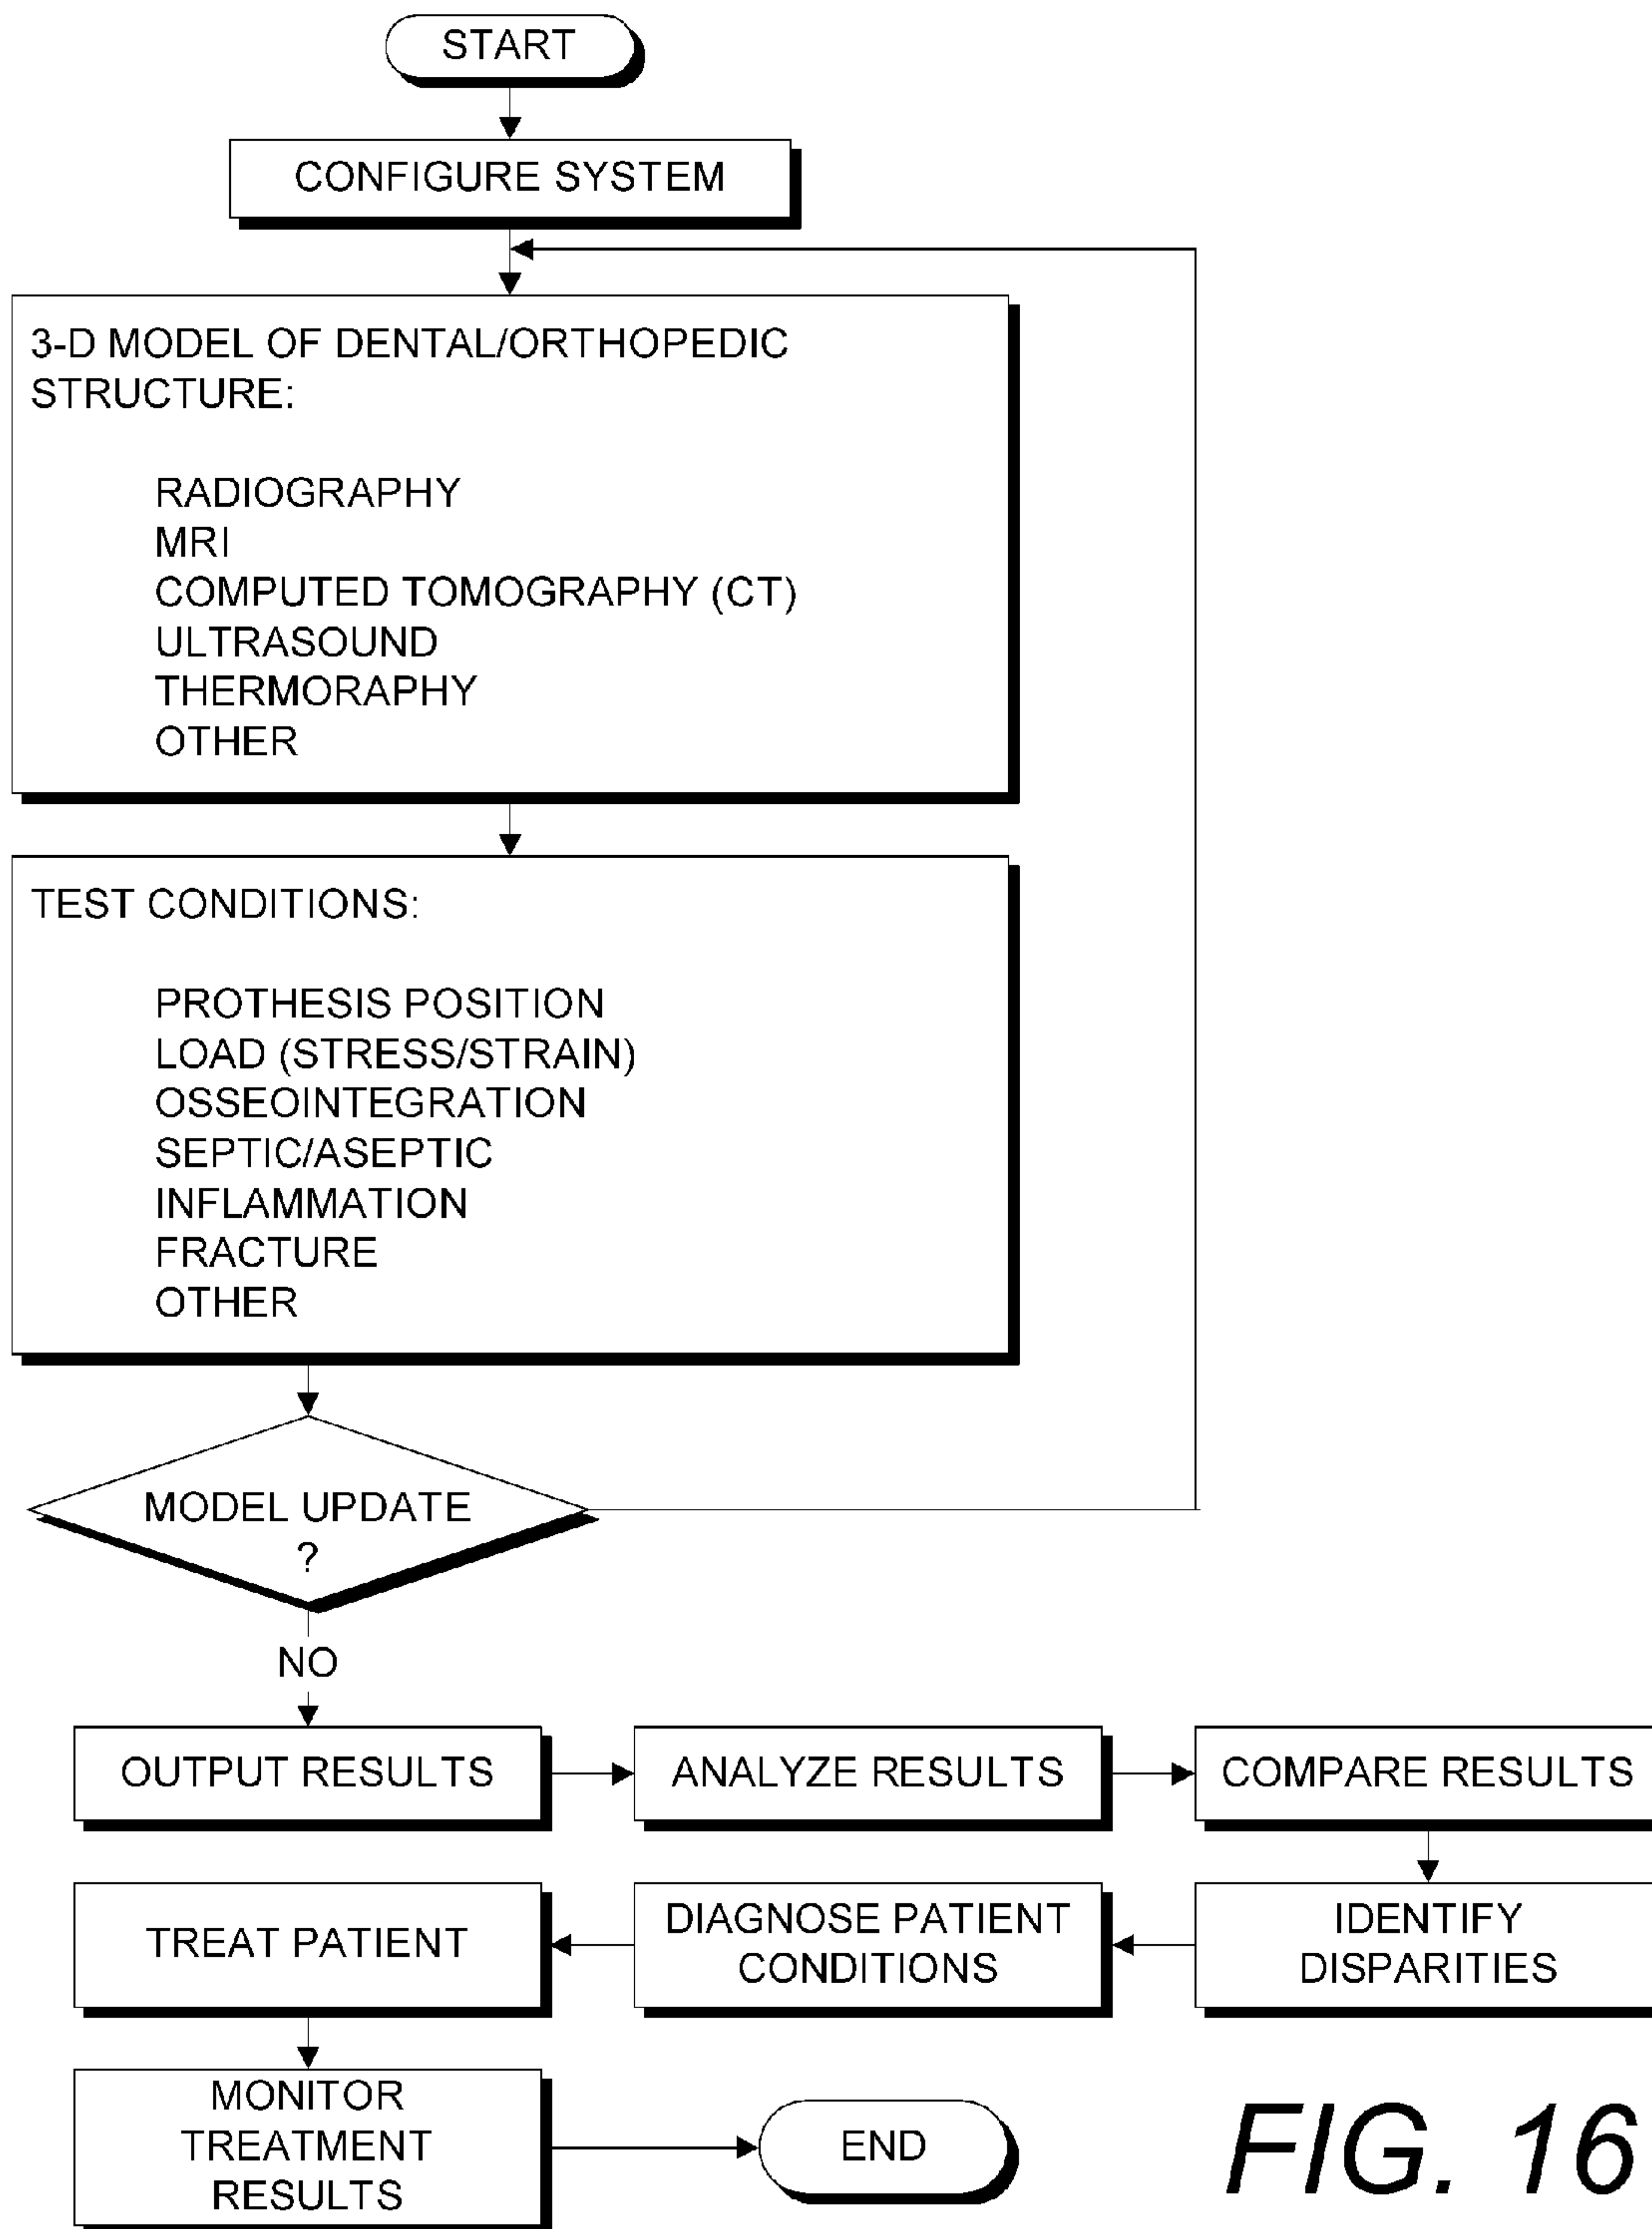 START
CONFIGURE SYSTEM
3-D MODEL OF DENTAL/ORTHOPEDIC
STRUCTURE:
RADIOGRAPHY
MRI
COMPUTED TOMOGRAPHY (CT)
ULTRASOUND
THERMORAPHY
OTHER
TEST CONDITIONS:
PROTHESIS POSITION
LOAD (STRESS/STRAIN)
OSSEOINTEGRATION
SEPTIC/ASEPTIC
INFLAMMATION
FRACTURE
OTHER
MODEL UPDATE
?
NO
OUTPUT RESULTS
ANALYZE RESULTS
COMPARE RESULTS
IDENTIFY
DISPARITIES
DIAGNOSE PATIENT
CONDITIONS
TREAT PATIENT
MONITOR
TREATMENT
RESULTS
END
FIG. 16